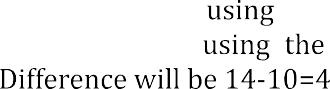 using
using the
Difference will be 14-10=4